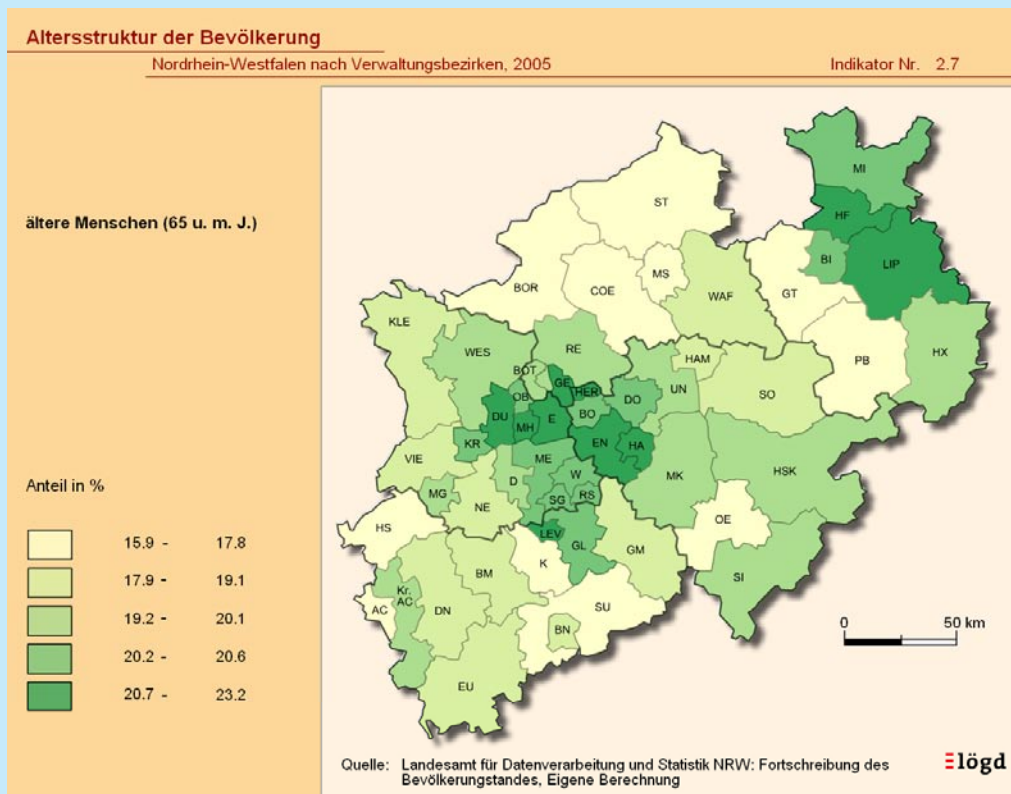 Altersstruktur der Bevölkerung
Nordrhein-Westfalen nach Verwaltungsbezirken, 2005
Indikator Nr. 2.7
ältere Menschen (65 u. m. J.)
Anteil in %
15.9 - 17.8
17.9 - 19.1
19.2 - 20.1
20.2 - 20.6
20.7 - 23.2
MI
ST
HF
BI
LIP
MS
BOR
COE
WAF
GT
KLE
WES
RE
HAM
PB
HX
BOT
GE
HER
UN
SO
OB
DO
DU
MH
E
BO
EN
HA
KR
ME
VIE
W
MK
HSK
D
MG
NE
SG
RS
HS
LEV
OE
K
GL
GM
BM
SI
Kr.
AC
AC
DN
SU
BN
EU
0 50 km
Quelle: Landesamt für Datenverarbeitung und Statistik NRW: Fortschreibung des
Bevölkerungstandes, Eigene Berechnung
lögd